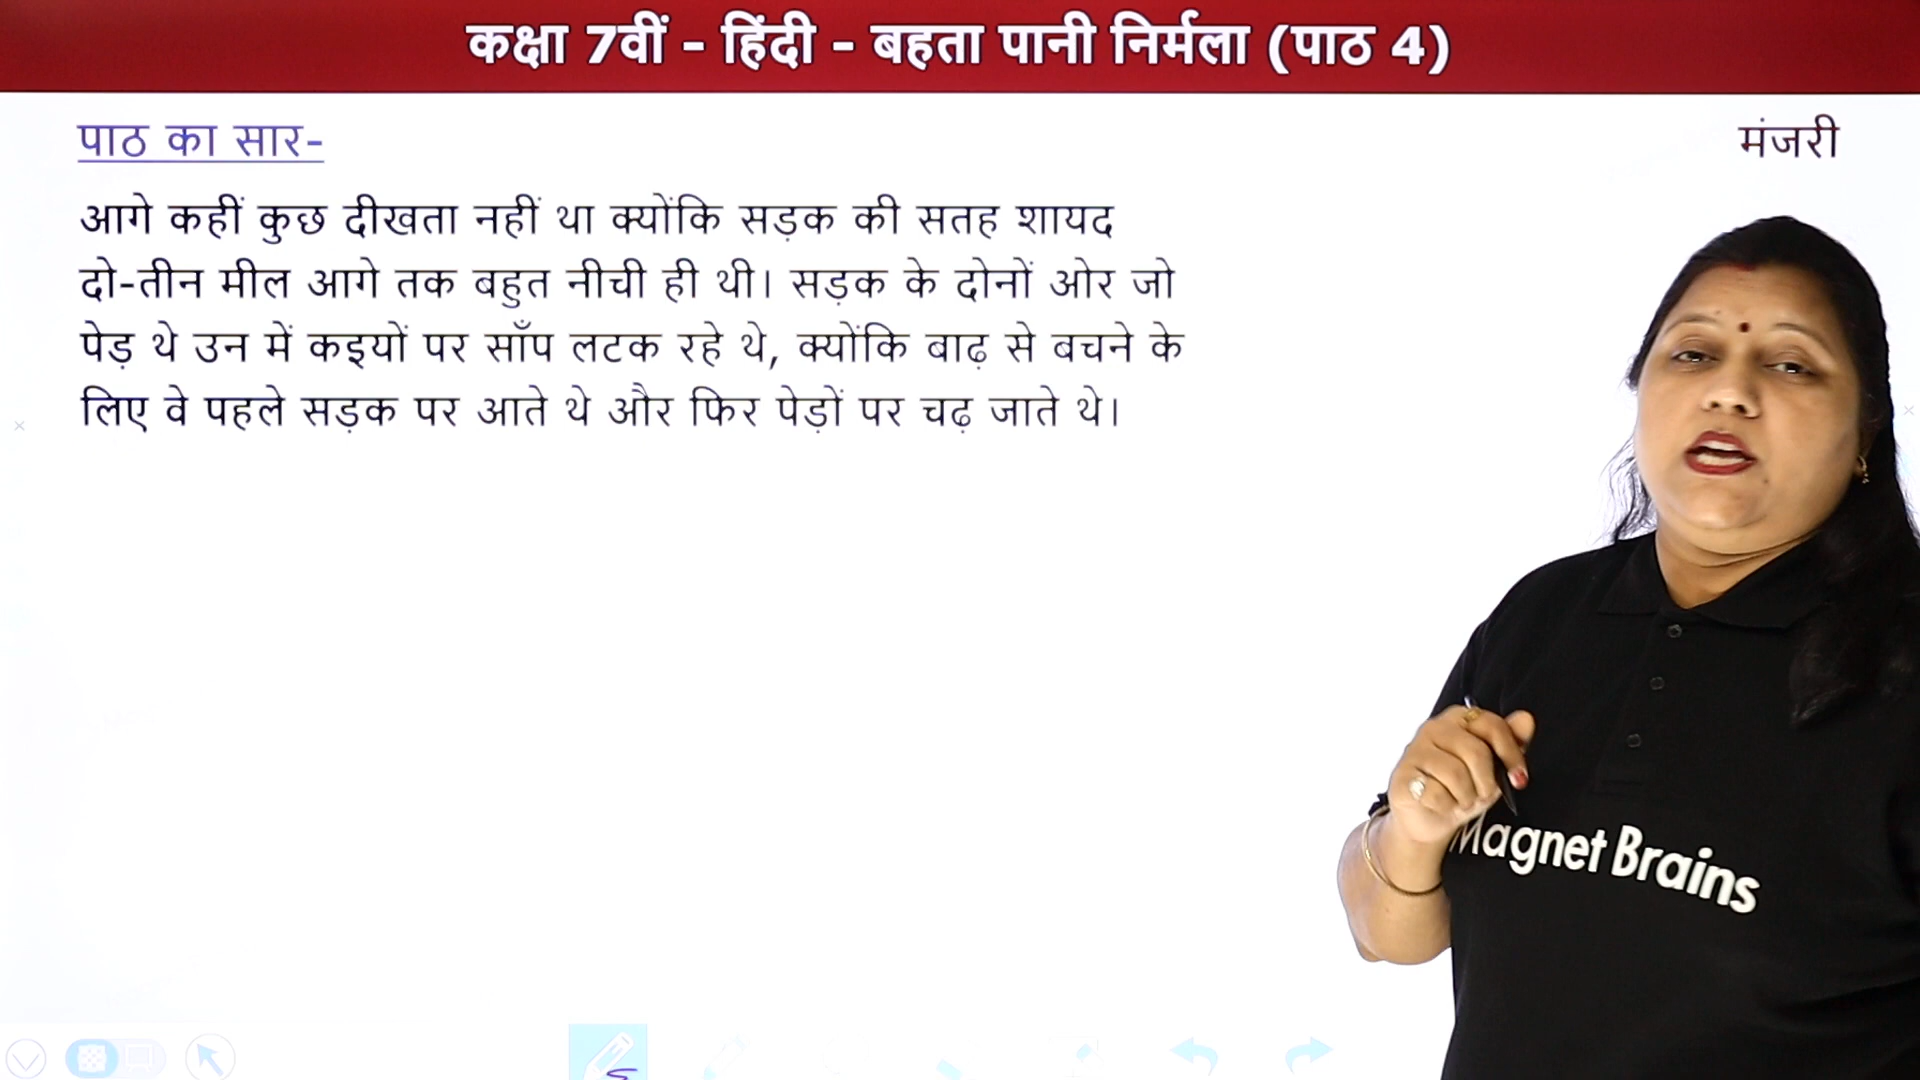 कक्षा 7वीं - हिंदी - बहता पानी निर्मला (पाठ 4)
पाठ का सार-
मंजरी
आगे कहीं कुछ दीखता नहीं था क्योंकि सड़क की सतह शायद
दो-तीन मील आगे तक बहुत नीची ही थी। सड़क के दोनों ओर जो
पेड़ थे उन में कइयों पर साँप लटक रहे थे, क्योंकि बाढ़ से बचने के
लिए वे पहले सड़क पर आते थे और फिर पेड़ों पर चढ़ जाते थे।
Magnet Brains